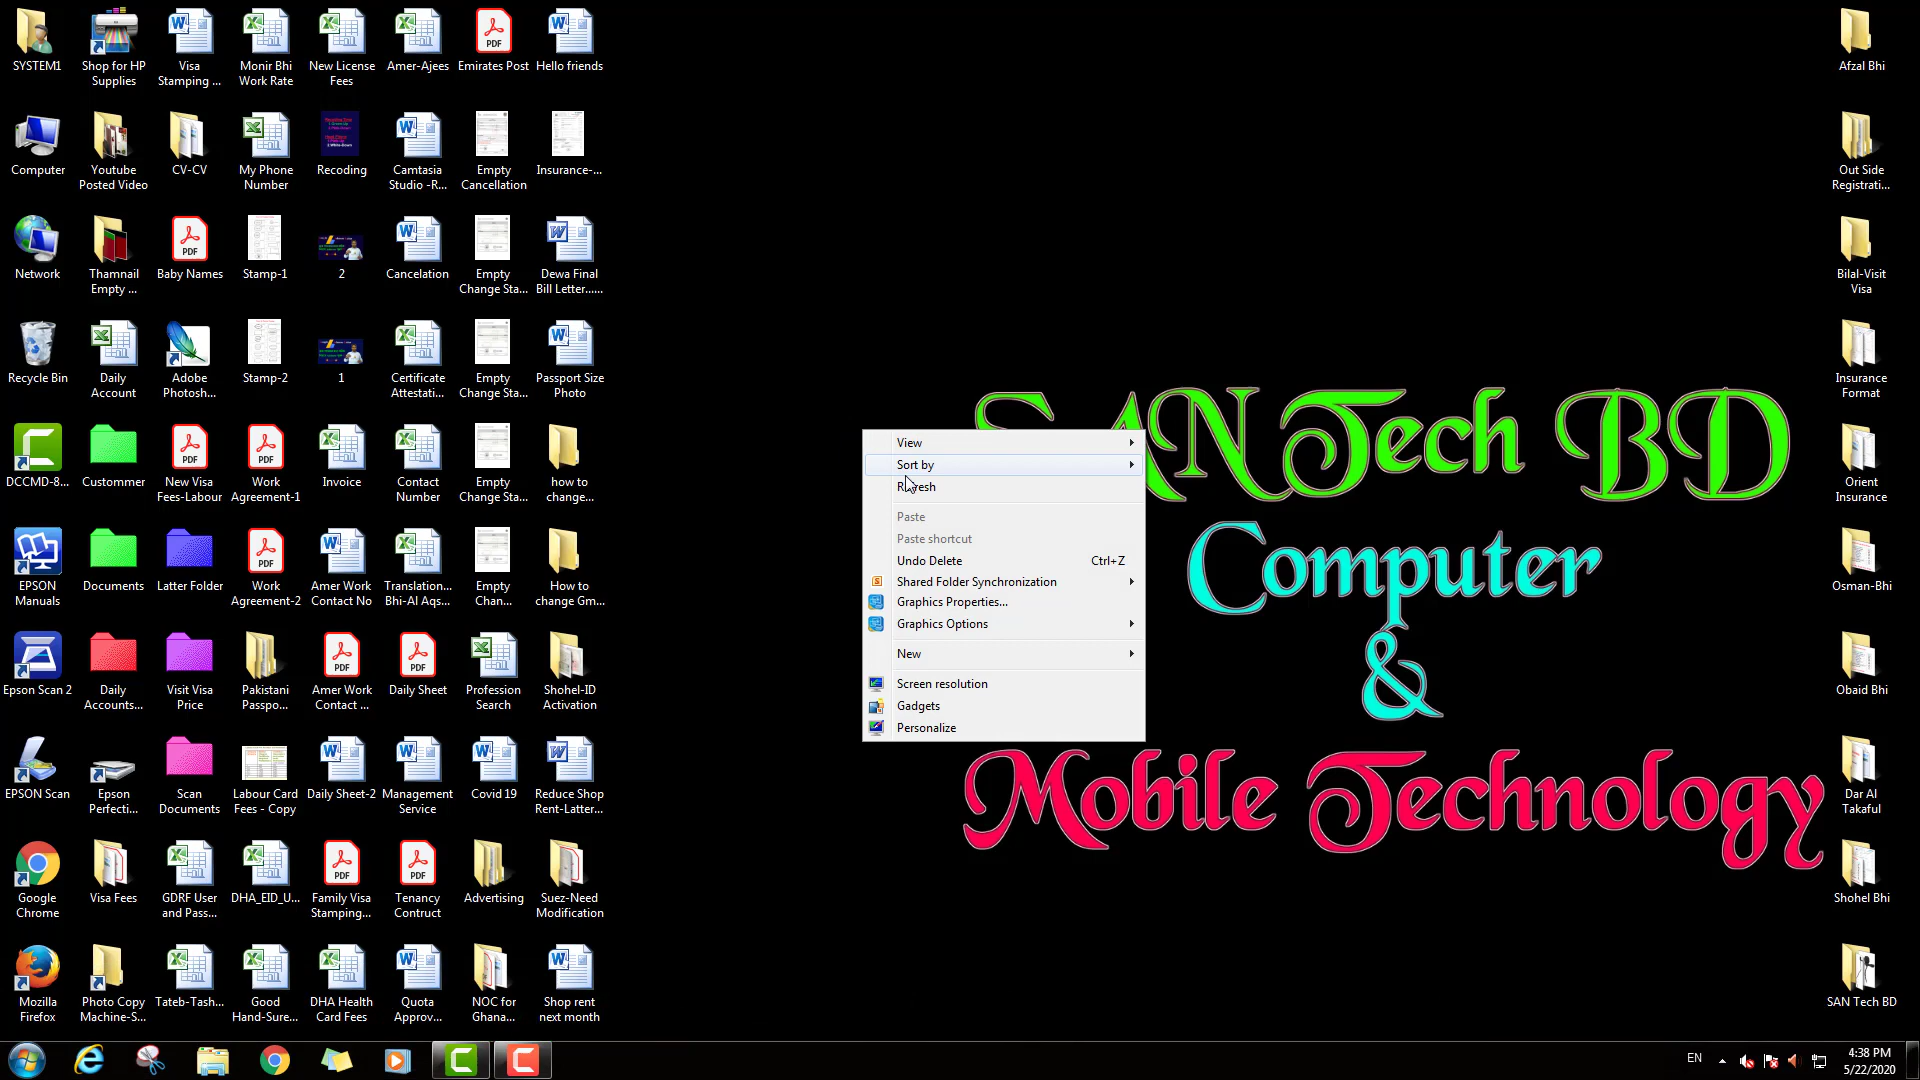 SYSTEM1
Shop for HP
Supplies
Visa
Stamping ...
Monir Bhi
Work Rate
New License
Fees
Amer-Ajees
Emirates Post
Hello friends
Afzal Bhi
Computer
Youtube
Posted Video
CV-CV
My Phone
Number
Recoding
Camtasia
Studio -R...
Empty
Cancellation
Insurance-...
Out Side
Registrati...
Network
Thamnail
Empty ...
Baby Names
Stamp-1
2
Cancelation
Empty
Change Sta...
Dewa Final
Bill Letter......
Bilal-Visit
Visa
Recycle Bin
Daily
Account
Adobe
Photosh...
Stamp-2
1
Certificate
Attestati...
Empty
Change Sta...
Passport Size
Photo
Insurance
Format
DCCMD-8...
Custommer
New Visa
Fees-Labour
Work
Agreement-1
Invoice
Contact
Number
Empty
Change Sta...
how to
change...
Orient
Insurance
EPSON
Manuals
Documents
Latter Folder
Work
Agreement-2
Amer Work
Contact No
Translation...
Bhi-Al Aqs...
Empty
Chan...
How to
change Gm...
Osman-Bhi
Epson Scan 2
Daily
Accounts...
Visit Visa
Price
Pakistani
Passpo...
Amer Work
Contact ...
Daily Sheet
Profession
Search
Shohel-ID
Activation
Obaid Bhi
EPSON Scan
Epson
Perfecti...
Scan
Documents
Labour Card
Fees - Copy
Daily Sheet-2
Management
Service
Covid 19
Reduce Shop
Rent-Latter...
Dar Al
Takaful
Google
Chrome
Visa Fees
GDRF User
and Pass...
DHA_EID_U...
Family Visa
Stamping...
Tenancy
Contruct
Advertising
Suez-Need
Modification
Shohel Bhi
Mozilla
Firefox
Photo Copy
Machine-S...
Tateb-Tash...
Good
Hand-Sure...
DHA Health
Card Fees
Quota
Approv...
NOC for
Ghana...
Shop rent
next month
SAN Tech BD
View
Sort by
Refresh
Paste
Paste shortcut
Undo Delete Ctrl+Z
Shared Folder Synchronization
Graphics Properties...
Graphics Options
New
Screen resolution
Gadgets
Personalize
SAN Tech BD
Computer
&
Mobile Technology
EN
4:38 PM
5/22/2020